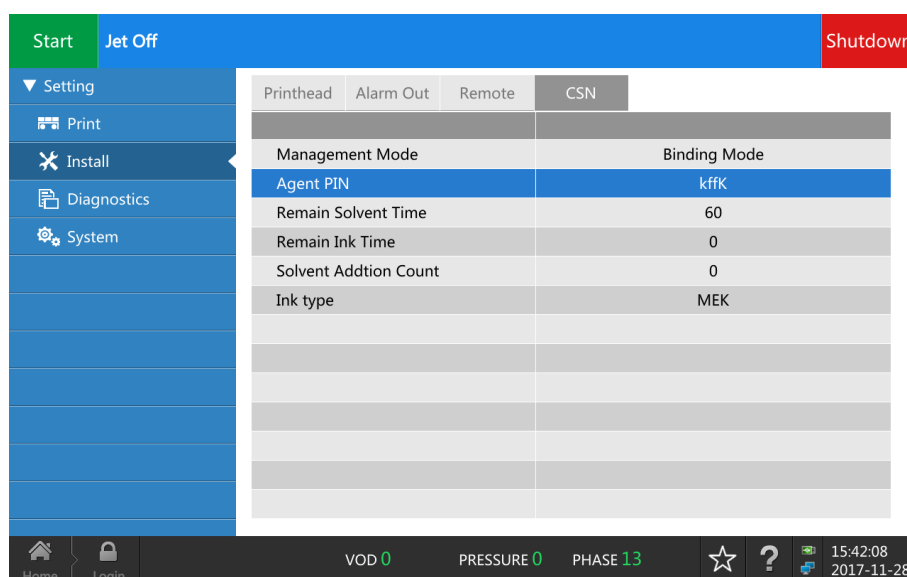 Start Jet Off Shutdown
Setting
Print
Install
Diagnostics
System
Printhead Alarm Out Remote CSN
Management Mode Binding Mode
Agent PIN kffK
Remain Solvent Time 60
Remain Ink Time 0
Solvent Addtion Count 0
Ink type MEK
Home Login
VOD 0 PRESSURE 0 PHASE 13
?
15:42:08
2017-11-28